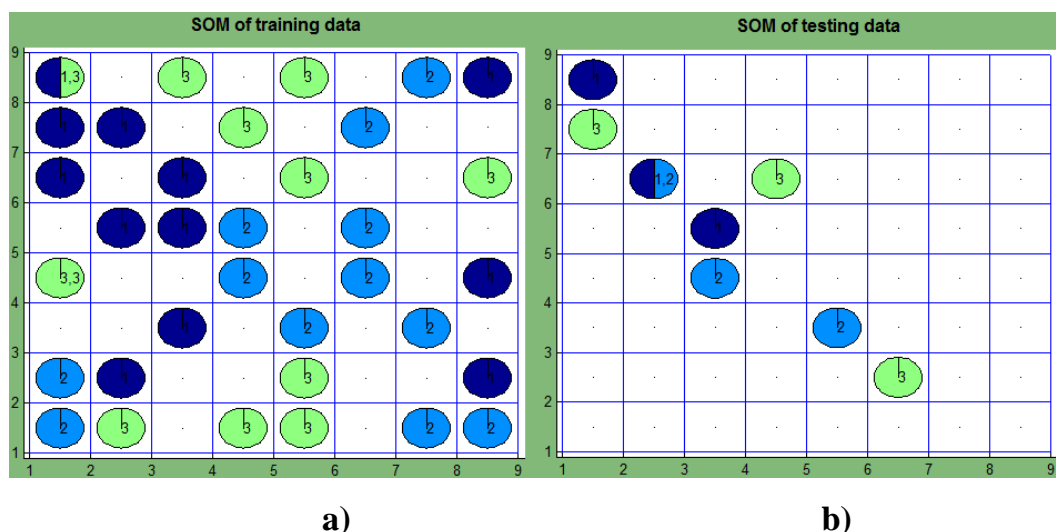 SOM of training data
9
1,3 3 3 2 1
8
1 1 3 2
7
1 1 3 3
6
1 1 2 2
5
3,3 2 2 1
4
1 2 2
3
2 1 3 1
2
2 3 3 3 2 2
1
1 2 3 4 5 6 7 8 9
a)
SOM of testing data
9
1
8
3
7
1,2 3
6
1
5
2
4
2
3
3
2
1
1 2 3 4 5 6 7 8 9
b)